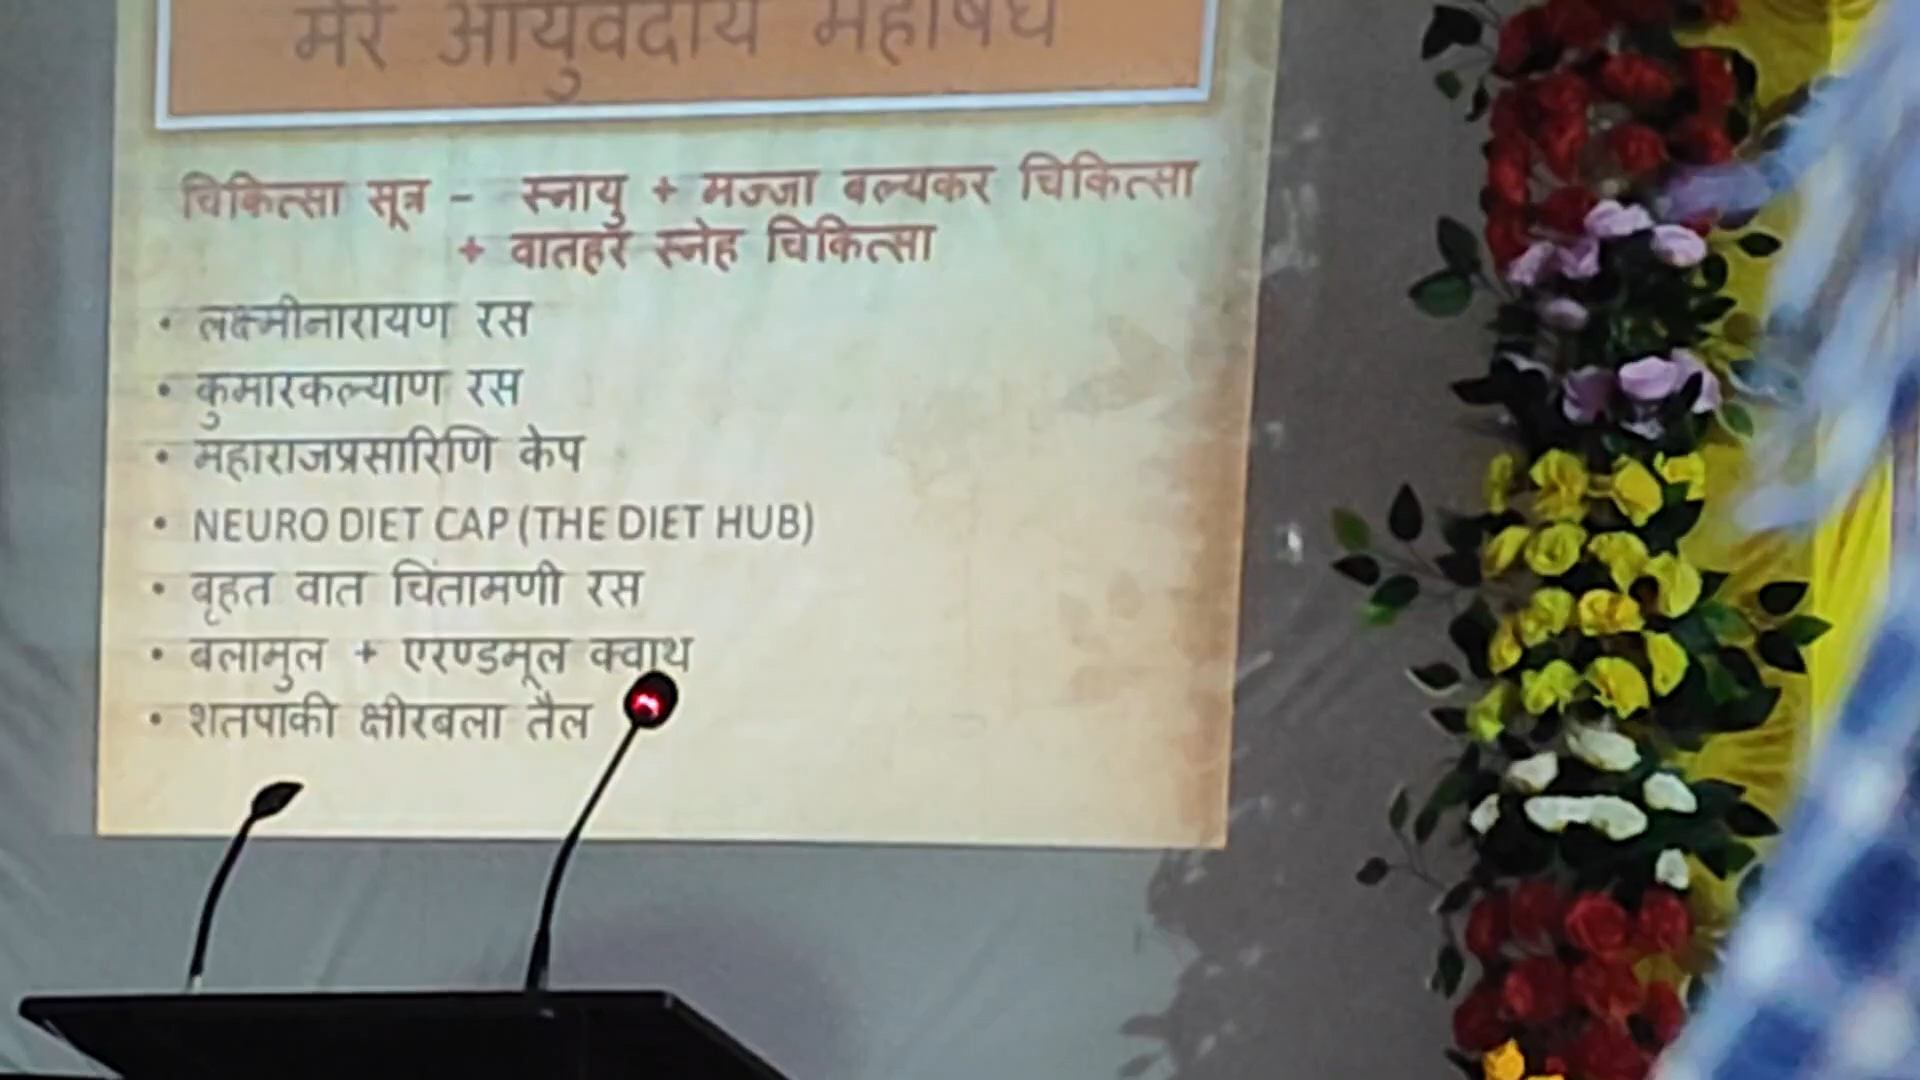 मेरे आयुर्वेदीय महौषध
चिकित्सा सूत्र - स्नायु + मज्जा बल्यकर चिकित्सा
+ वातहर स्नेह चिकित्सा
• लक्ष्मीनारायण रस
• कुमारकल्याण रस
• महाराजप्रसारिणि केप
• NEURO DIET CAP (THE DIET HUB)
• बृहत वात चिंतामणी रस
• बलामुल + एरण्डमूल क्वाथ
• शतपाकी क्षीरबला तैल